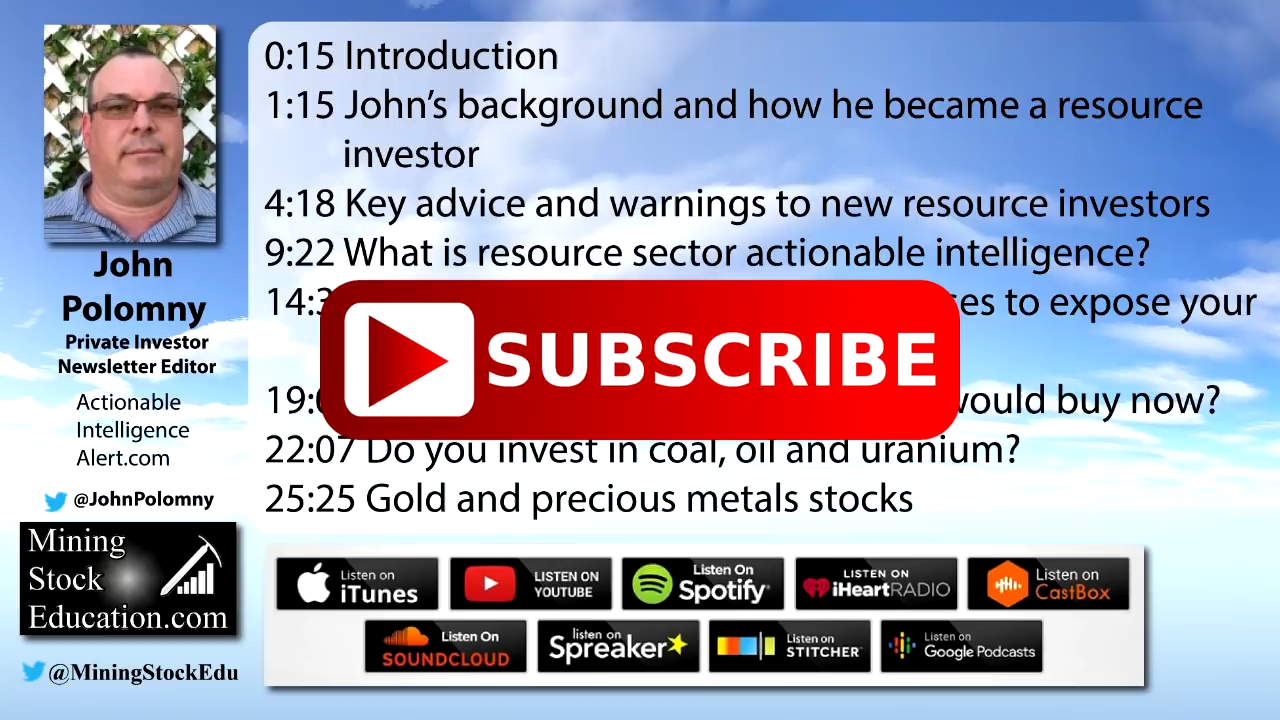 0:15 Introduction
1:15 John's background and how he became a resource
investor
4:18 Key advice and warnings to new resource investors
9:22 What is resource sector actionable intelligence?
to expose your
would buy now?
22:07 Do you invest in coal, oil and uranium?
25:25 Gold and precious metals stocks
SUBSCRIBE
John
Polomny
Private Investor
Newsletter Editor
Actionable
Intelligence
Alert.com
@JohnPolomny
Mining
Stock
Education.com
@MiningStockEdu
Listen on
iTunes
LISTEN ON
YOUTUBE
Listen On
Spotify
LISTEN ON
iHeartRADIO
Listen on
CastBox
Listen On
SOUNDCLOUD
listen on
Spreaker
Listen on
STITCHER
Listen on
Google Podcasts